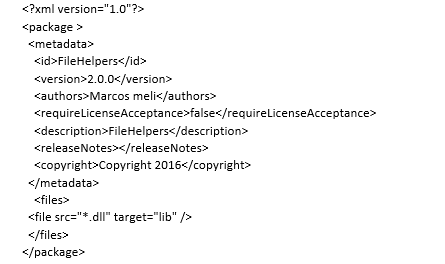 <?xml version="1.0"?>
<package >
<metadata>
<id>FileHelpers</id>
<version>2.0.0</version>
<authors>Marcos meli</authors>
<requireLicenseAcceptance>false</requireLicenseAcceptance>
<description>FileHelpers</description>
<releaseNotes></releaseNotes>
<copyright>Copyright 2016</copyright>
</metadata>
<files>
<file src="*.dll" target="lib" />
</files>
</package>